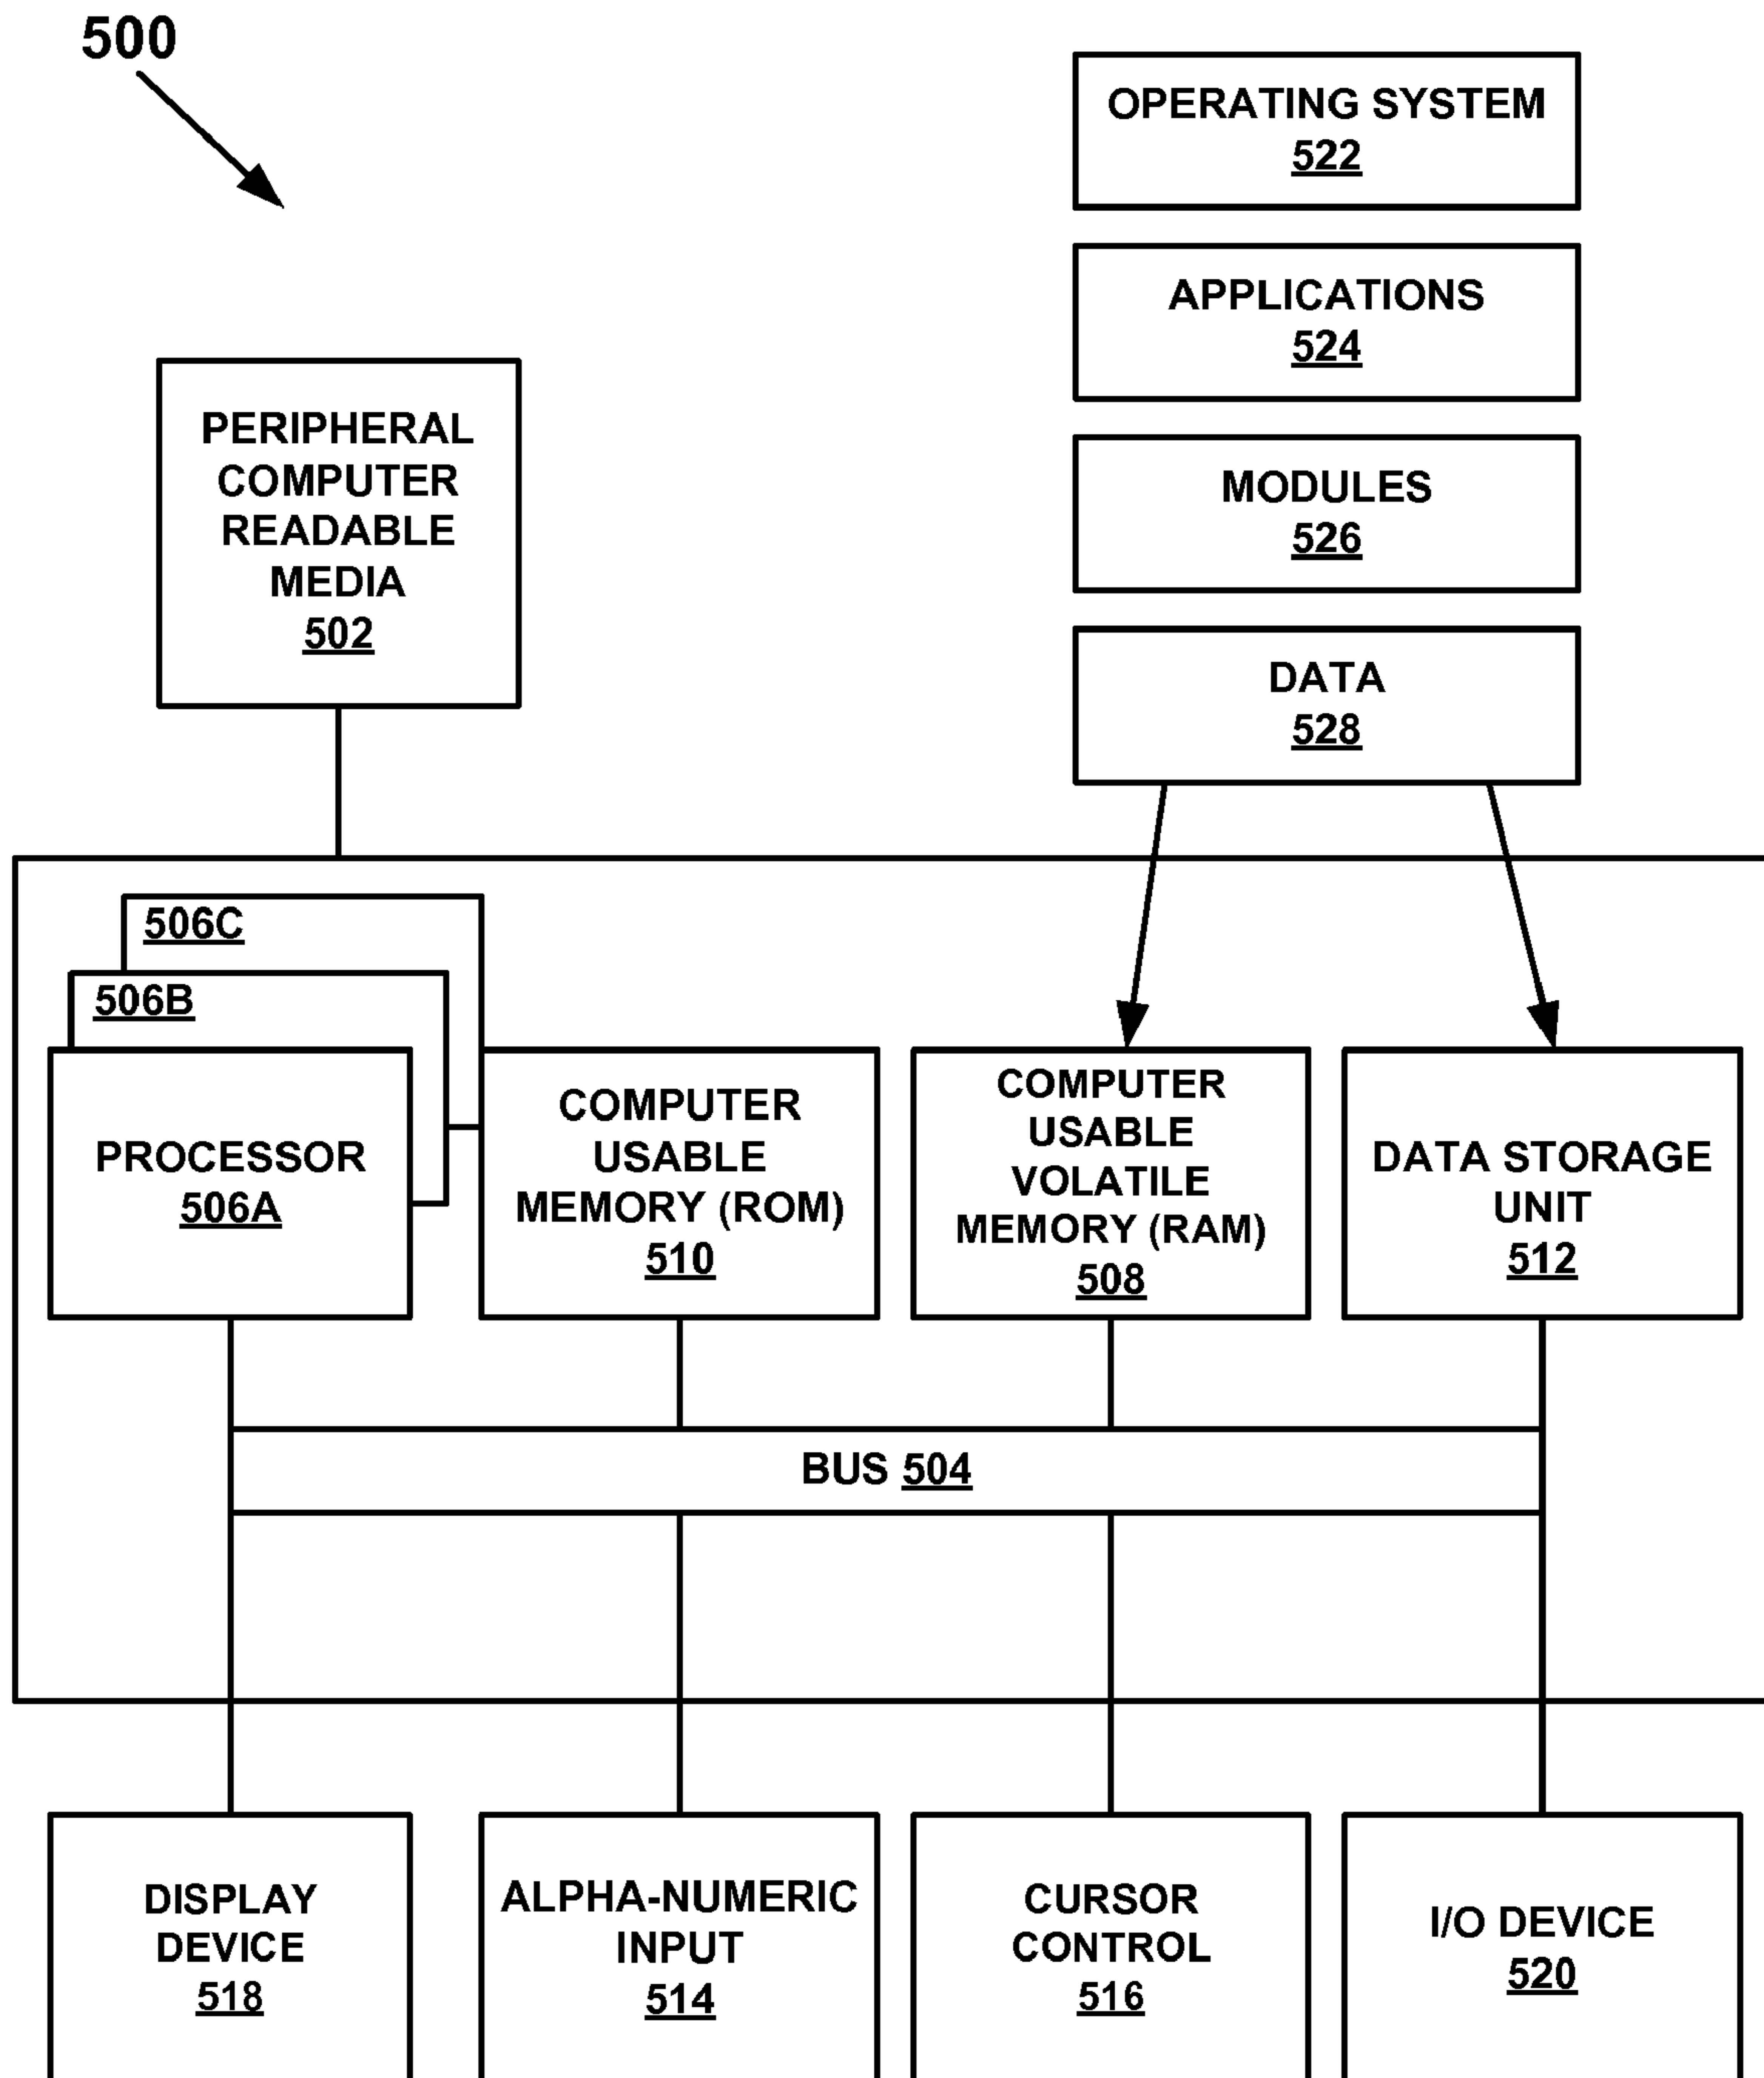 500
OPERATING SYSTEM
522
APPLICATIONS
524
MODULES
526
DATA
528
PERIPHERAL
COMPUTER
READABLE
MEDIA
502
506C
506B
PROCESSOR
506A
COMPUTER
USABLE
MEMORY (ROM)
510
COMPUTER
USABLE
VOLATILE
MEMORY (RAM)
508
DATA STORAGE
UNIT
512
BUS 504
DISPLAY
DEVICE
518
ALPHA-NUMERIC
INPUT
514
CURSOR
CONTROL
516
I/O DEVICE
520